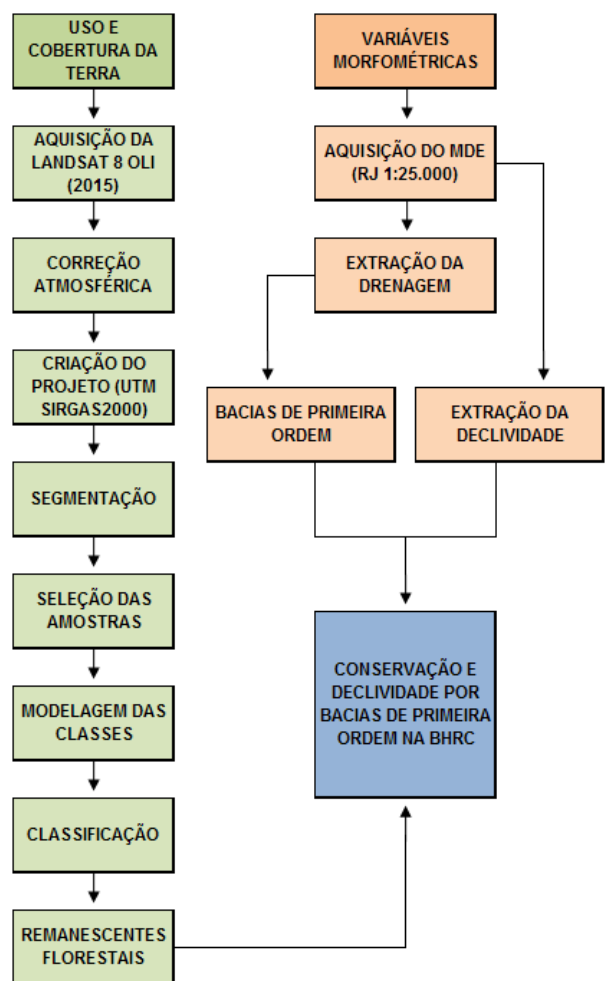 USO E
COBERTURA DA
TERRA
AQUISIÇÃO DA
LANDSAT 8 OLI
(2015)
CORREÇÃO
ATMOSFÉRICA
CRIAÇÃO DO
PROJETO (UTM
SIRGAS2000)
SEGMENTAÇÃO
SELEÇÃO DAS
AMOSTRAS
MODELAGEM DAS
CLASSES
CLASSIFICAÇÃO
REMANESCENTES
FLORESTAIS
VARIÁVEIS
MORFOMÉTRICAS
AQUISIÇÃO DO MDE
(RJ 1:25.000)
EXTRAÇÃO DA
DRENAGEM
BACIAS DE PRIMEIRA
ORDEM
EXTRAÇÃO DA
DECLIVIDADE
CONSERVAÇÃO E
DECLIVIDADE POR
BACIAS DE PRIMEIRA
ORDEM NA BHRC